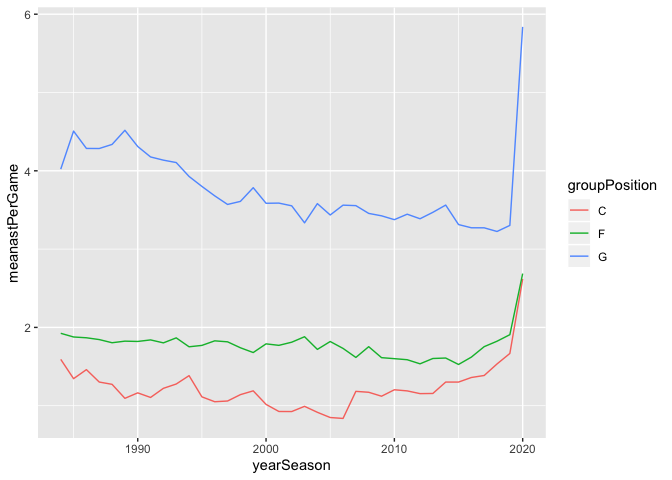 6
4
2
meanastPerGame
1990
2000
2010
2020
yearSeason
groupPosition
C
F
G